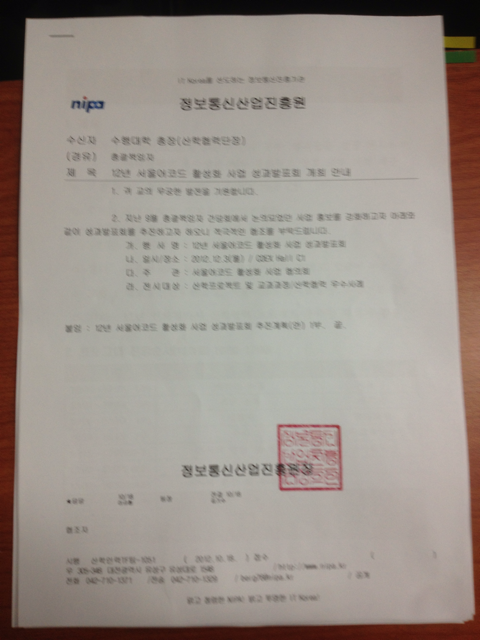 IT Korea를 선도하는 정보통신진흥기관
nipa 정보통신산업진흥원
수신자 수행대학 총장(산학협력단장)
(경유) 총괄책임자
제 목 12년 서울어코드 활성화 사업 성과발표회 개최 안내
1. 귀 교의 무궁한 발전을 기원합니다.
2. 지난 8월 총괄책임자 간담회에서 논의되었던 사업 홍보를 강화하고자 아래와
같이 성과발표회를 추진하고자 하오니 적극적인 협조를 부탁드립니다.
가. 행 사 명 : 12년 서울어코드 활성화 사업 성과발표회
나. 일시/장소 : 2012.12.3(월) / COEX Hall C1
다. 주 관 : 서울어코드 활성화 사업 협의회
라. 전시대상 : 산학프로젝트 및 교과과정/산학협력 우수사례
붙임 : 12년 서울어코드 활성화 사업 성과발표회 추진계획(안) 1부. 끝.
정보통신산업진흥원장
협조자
시행 산학인력양팀-1051 ( 2012.10.18. ) 접수 ( )
우 305-348 대전광역시 유성구 유성대로 1548 / http://www.nipa.kr
전화 042-710-1371 /전송 042-710-1329 / / 공개
맑고 청렴한 NIPA! 밝고 투명한 IT Korea!